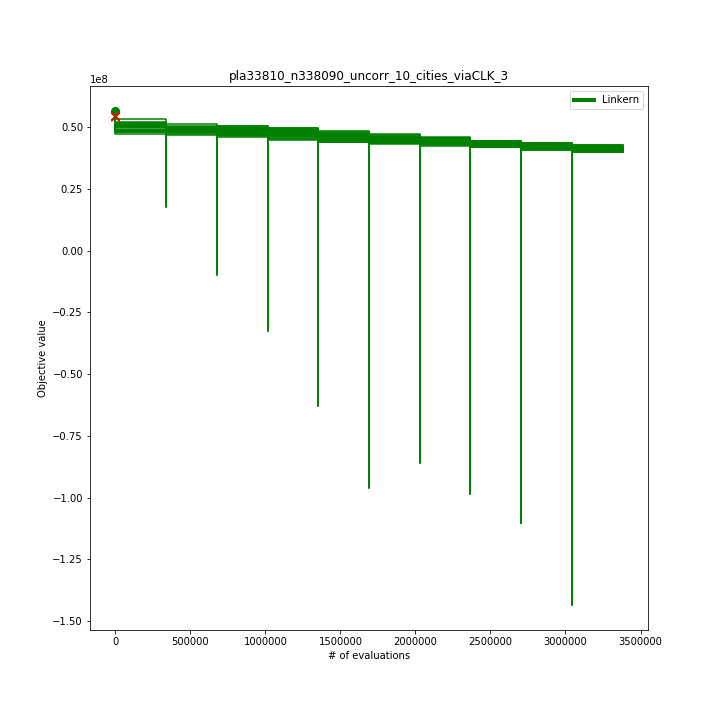 pla33810_n338090_uncorr_10_cities_viaCLK_3
1e8
Linkern
0.50
0.25
0.00
−0.25
−0.50
−0.75
−1.00
−1.25
−1.50
Objective value
0 500000 1000000 1500000 2000000 2500000 3000000 3500000
# of evaluations